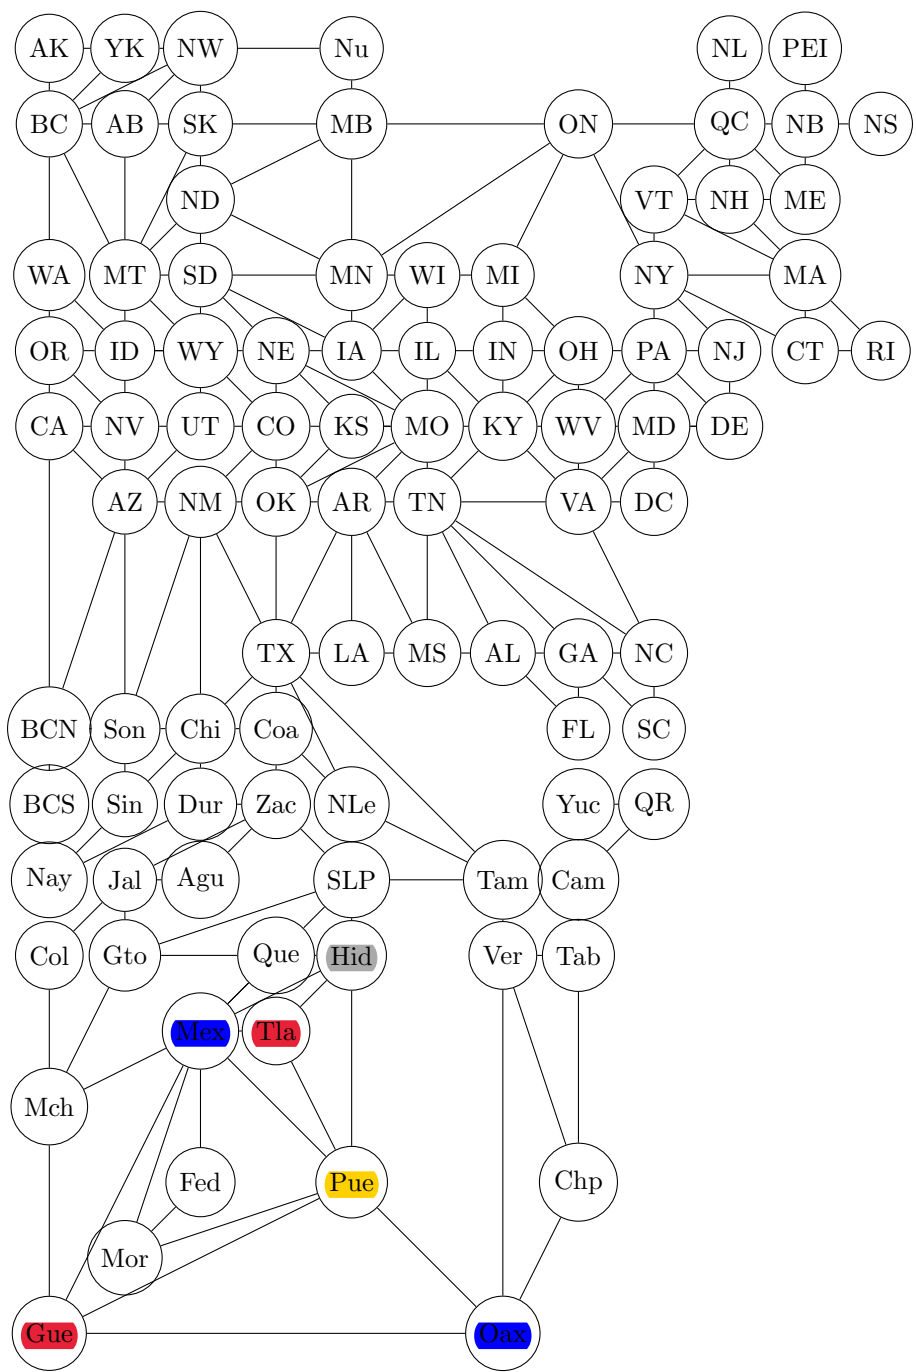 AK YK NW Nu NL PEI
BC AB SK MB ON QC NB NS
ND VT NH ME
WA MT SD MN WI MI NY MA
OR ID WY NE IA IL IN OH PA NJ CT RI
CA NV UT CO KS MO KY WV MD DE
AZ NM OK AR TN VA DC
TX LA MS AL GA NC
BCN Son Chi Coa FL SC
BCS Sin Dur Zac NLe Yuc QR
Nay Jal Agu SLP Tam Cam
Col Gto Que Hid Ver Tab
Mex Tla
Mch
Fed Pue Chp
Mor
Gue Oax